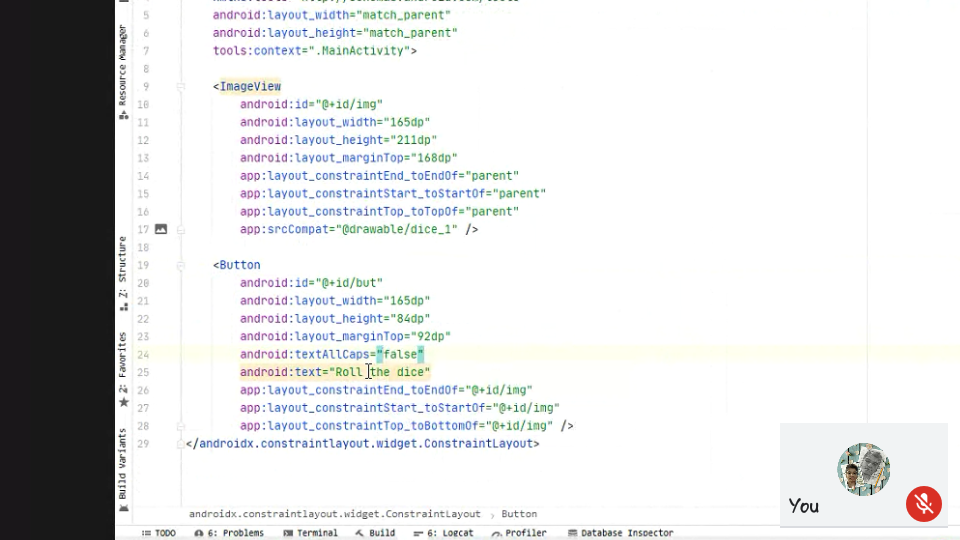 5 android:layout_width="match_parent"
6 android:layout_height="match_parent"
7 tools:context=".MainActivity">
8
9 <ImageView
10 android:id="@+id/img"
11 android:layout_width="165dp"
12 android:layout_height="211dp"
13 android:layout_marginTop="168dp"
14 app:layout_constraintEnd_toEndOf="parent"
15 app:layout_constraintStart_toStartOf="parent"
16 app:layout_constraintTop_toTopOf="parent"
17 app:srcCompat="@drawable/dice_1" />
18
19 <Button
20 android:id="@+id/but"
21 android:layout_width="165dp"
22 android:layout_height="84dp"
23 android:layout_marginTop="92dp"
24 android:textAllCaps="false"
25 android:text="Roll the dice"
26 app:layout_constraintEnd_toEndOf="@+id/img"
27 app:layout_constraintStart_toStartOf="@+id/img"
28 app:layout_constraintTop_toBottomOf="@+id/img" />
29 </androidx.constraintlayout.widget.ConstraintLayout>
androidx.constraintlayout.widget.ConstraintLayout > Button
TODO 6: Problems Terminal Build 6: Logcat Profiler Database Inspector
Resource Manager
Z: Structure
2: Favorites
Build Variants
You